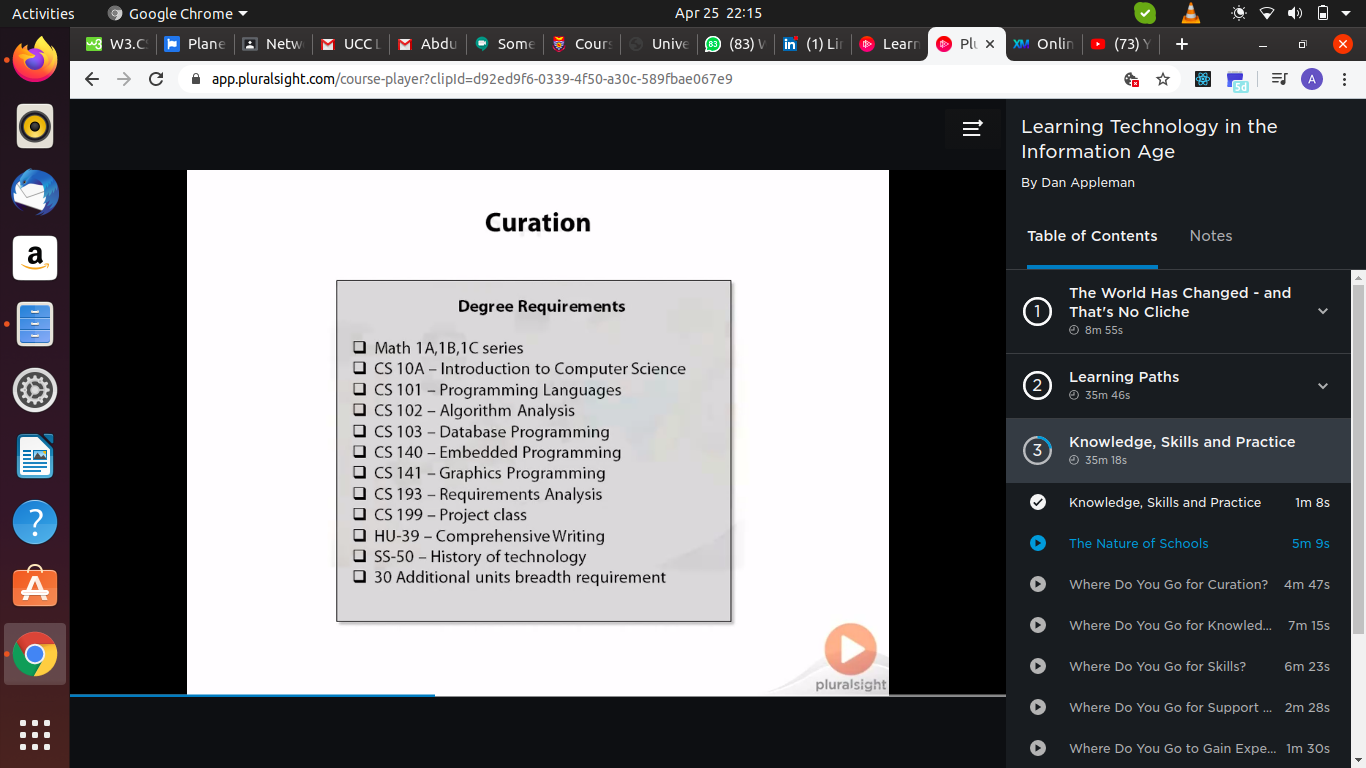 Activities
Google Chrome
Apr 25 22:15
W3.C
Plane
Netw
UCC L
Abdu
Some
Cours
Unive
(83) W
(1) Lin
Learn
Plu
Onlin
(73) Y
app.pluralsight.com/course-player?clipId=d92ed9f6-0339-4f50-a30c-589fbae067e9
5d
A
Curation
Degree Requirements
Math 1A,1B,1C series
CS 10A – Introduction to Computer Science
CS 101 – Programming Languages
CS 102 – Algorithm Analysis
CS 103 – Database Programming
CS 140 – Embedded Programming
CS 141 – Graphics Programming
CS 193 – Requirements Analysis
CS 199 – Project class
HU-39 – Comprehensive Writing
SS-50 – History of technology
30 Additional units breadth requirement
pluralsight
Learning Technology in the
Information Age
By Dan Appleman
Table of Contents
Notes
1
The World Has Changed - and
That's No Cliche
8m 55s
2
Learning Paths
35m 46s
3
Knowledge, Skills and Practice
35m 18s
Knowledge, Skills and Practice 1m 8s
The Nature of Schools 5m 9s
Where Do You Go for Curation? 4m 47s
Where Do You Go for Knowled... 7m 15s
Where Do You Go for Skills? 6m 23s
Where Do You Go for Support ... 2m 28s
Where Do You Go to Gain Expe... 1m 30s